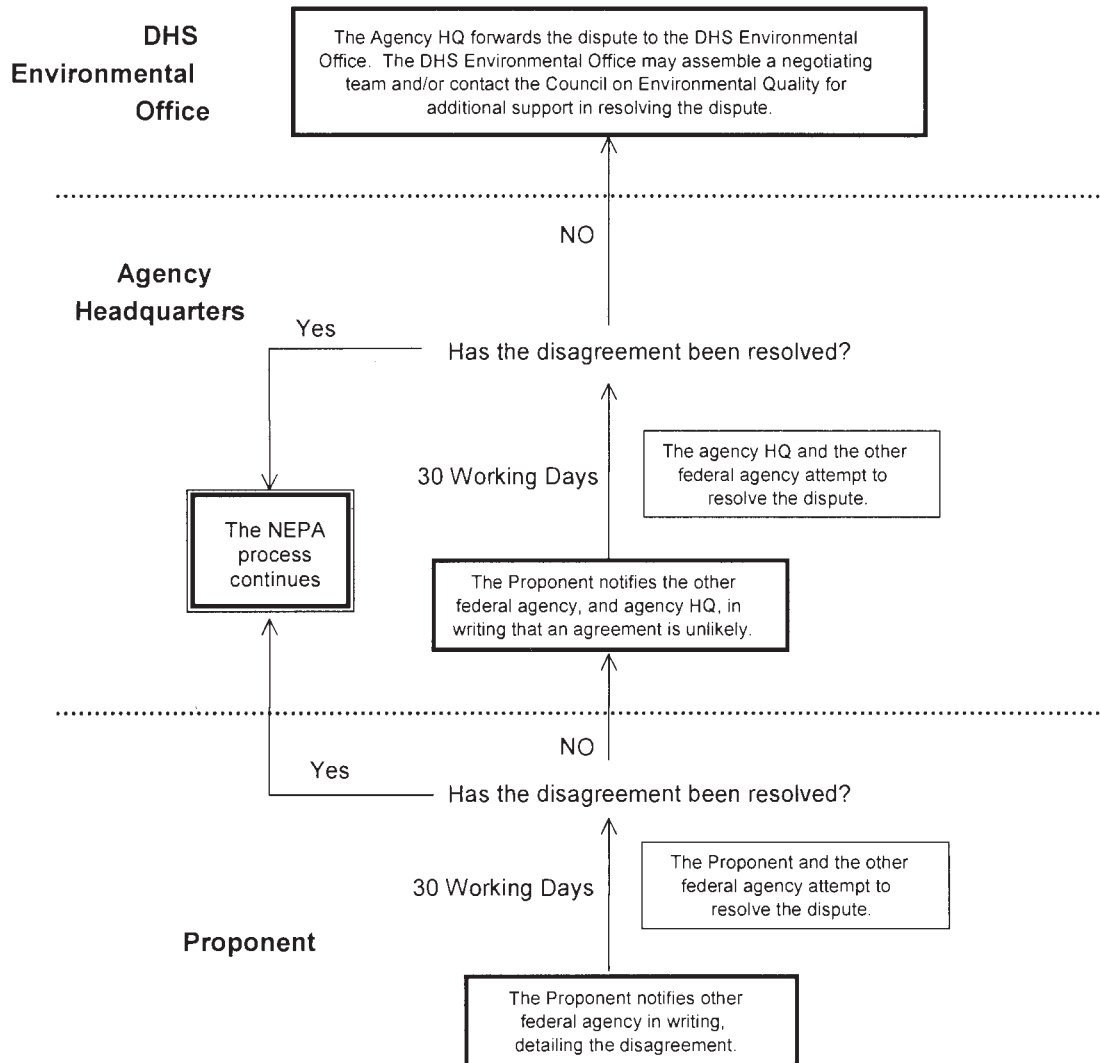 DHS
Environmental
Office
The Agency HQ forwards the dispute to the DHS Environmental
Office. The DHS Environmental Office may assemble a negotiating
team and/or contact the Council on Environmental Quality for
additional support in resolving the dispute.
NO
Agency
Headquarters
Yes
Has the disagreement been resolved?
30 Working Days
The agency HQ and the other
federal agency attempt to
resolve the dispute.
The NEPA
process
continues
The Proponent notifies the other
federal agency, and agency HQ, in
writing that an agreement is unlikely.
NO
Yes
Has the disagreement been resolved?
30 Working Days
The Proponent and the other
federal agency attempt to
resolve the dispute.
Proponent
The Proponent notifies other
federal agency in writing,
detailing the disagreement.